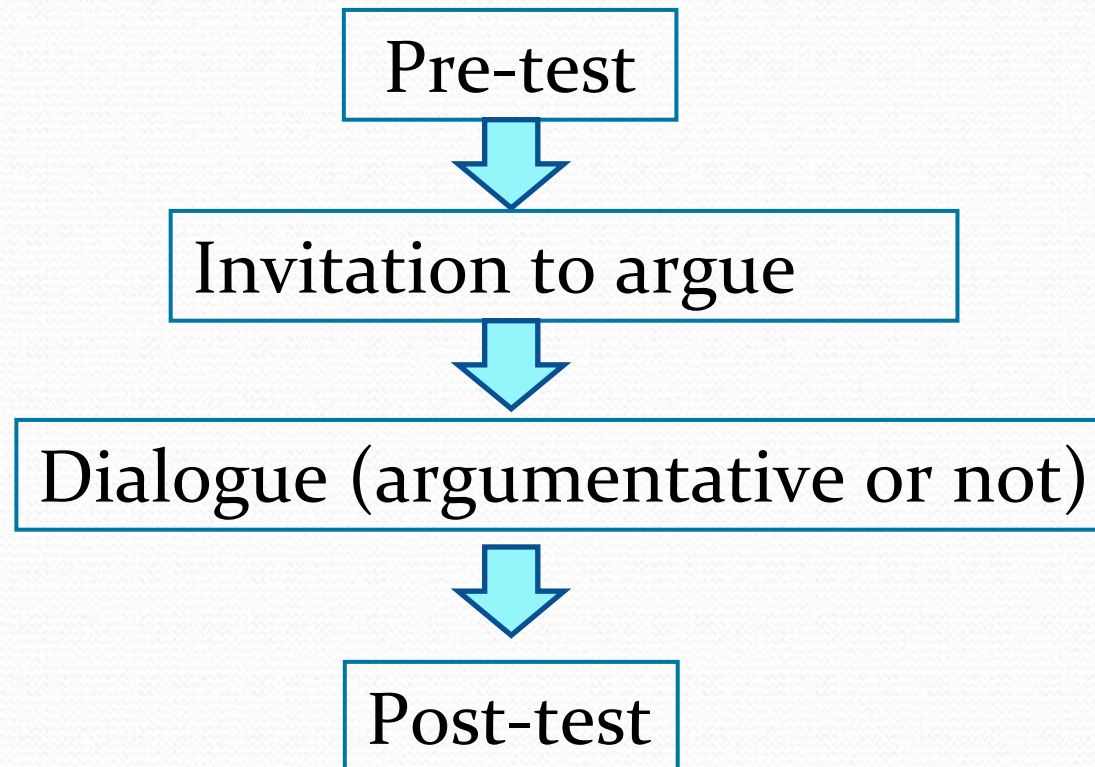 Pre-test
Invitation to argue
Dialogue (argumentative or not)
Post-test